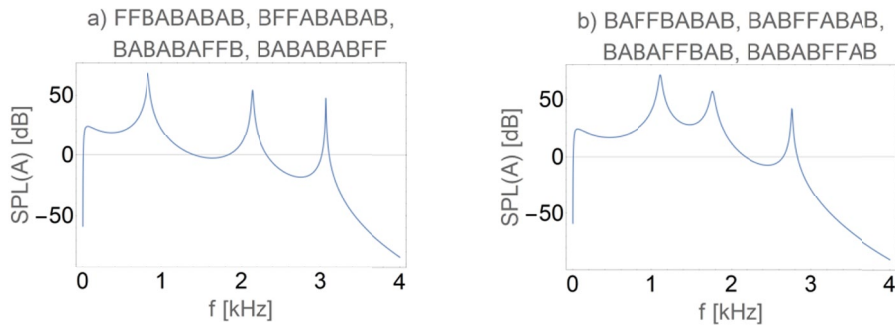 a) FFBABABAB, BFFABABAB,
BABABAFFB, BABABABFF
SPL(A) [dB]
50
0
−50
0 1 2 3 4
f [kHz]
b) BAFFBABAB, BABFFABAB,
BABAFFBAB, BABABFFAB
SPL(A) [dB]
50
0
−50
0 1 2 3 4
f [kHz]